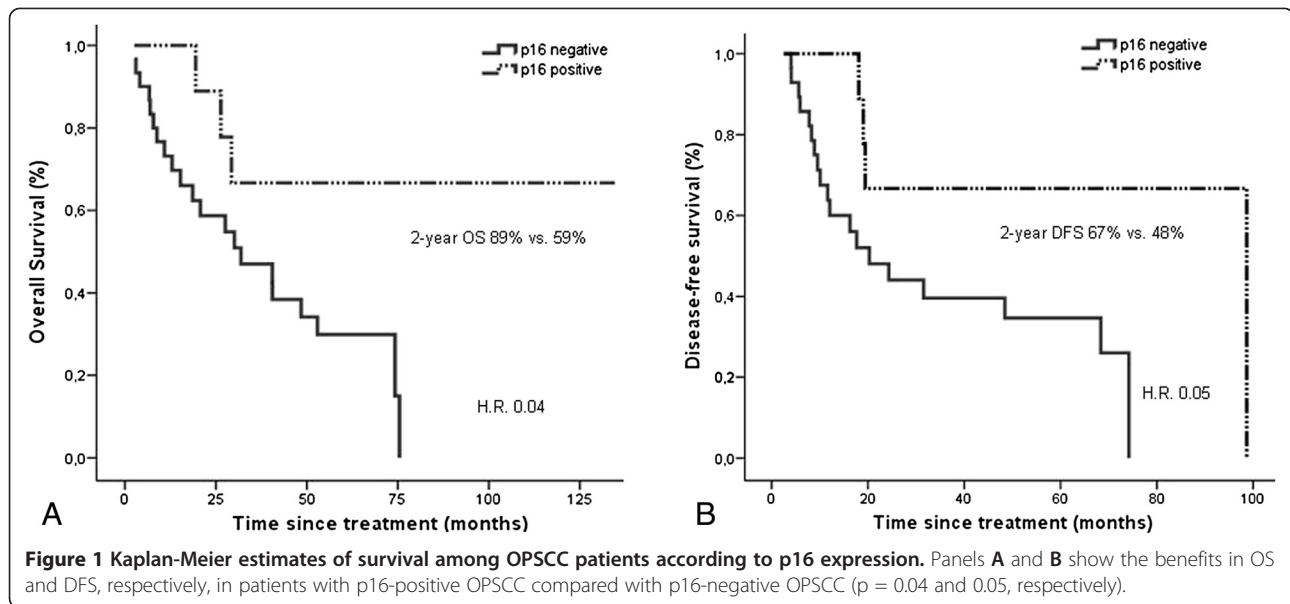 p16 negative
p16 positive
1,0
0,8
0,6
0,4
0,2
0,0
Overall Survival (%)
2-year OS 89% vs. 59%
H.R. 0.04
0 25 50 75 100 125
Time since treatment (months)
A
p16 negative
p16 positive
1,0
0,8
0,6
0,4
0,2
0,0
Disease-free survival (%)
2-year DFS 67% vs. 48%
H.R. 0.05
0 20 40 60 80 100
Time since treatment (months)
B
Figure 1 Kaplan-Meier estimates of survival among OPSCC patients according to p16 expression. Panels A and B show the benefits in OS
and DFS, respectively, in patients with p16-positive OPSCC compared with p16-negative OPSCC (p = 0.04 and 0.05, respectively).